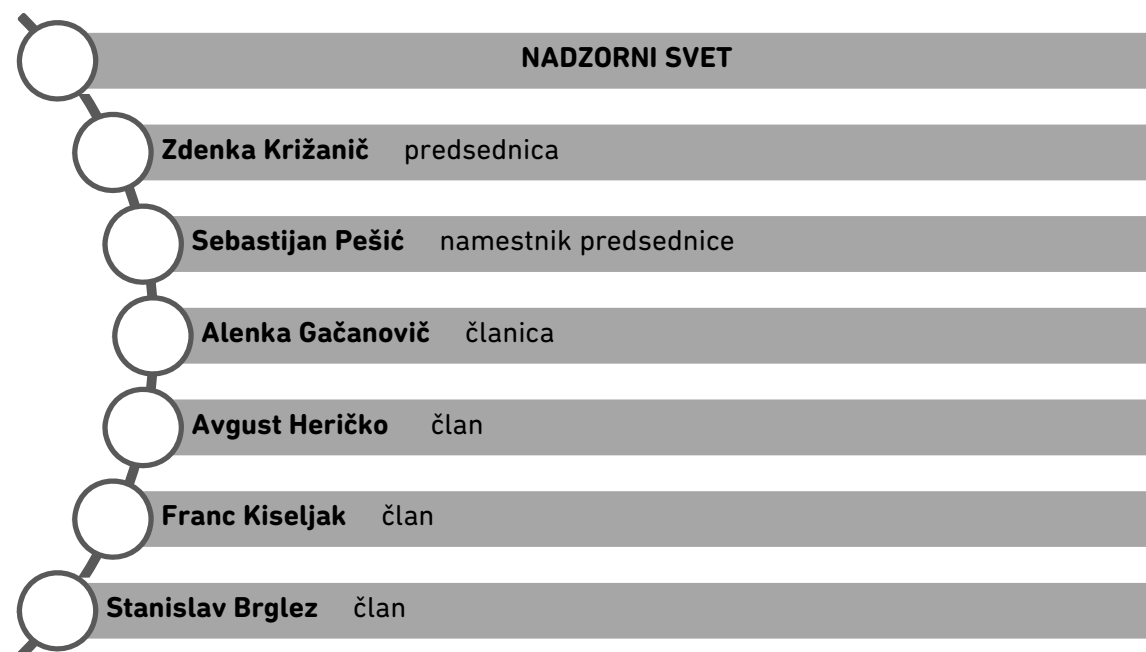 NADZORNI SVET
Zdenka Križanič predsednica
Sebastijan Pešić namestnik predsednice
Alenka Gačanovič članica
Avgust Heričko član
Franc Kiseljak član
Stanislav Brglez član